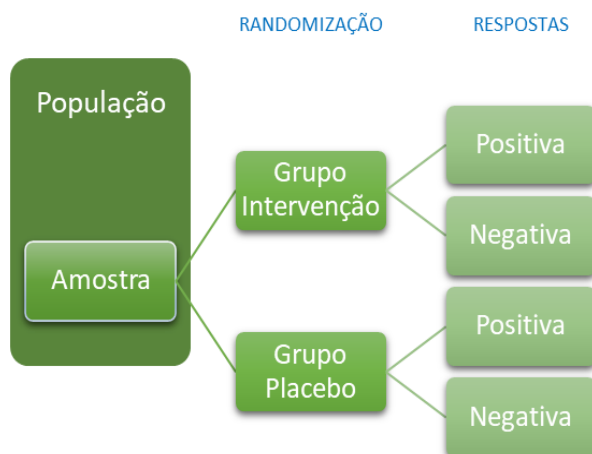 RANDOMIZAÇÃO
RESPOSTAS
População
Amostra
Grupo
Intervenção
Grupo
Placebo
Positiva
Negativa
Positiva
Negativa